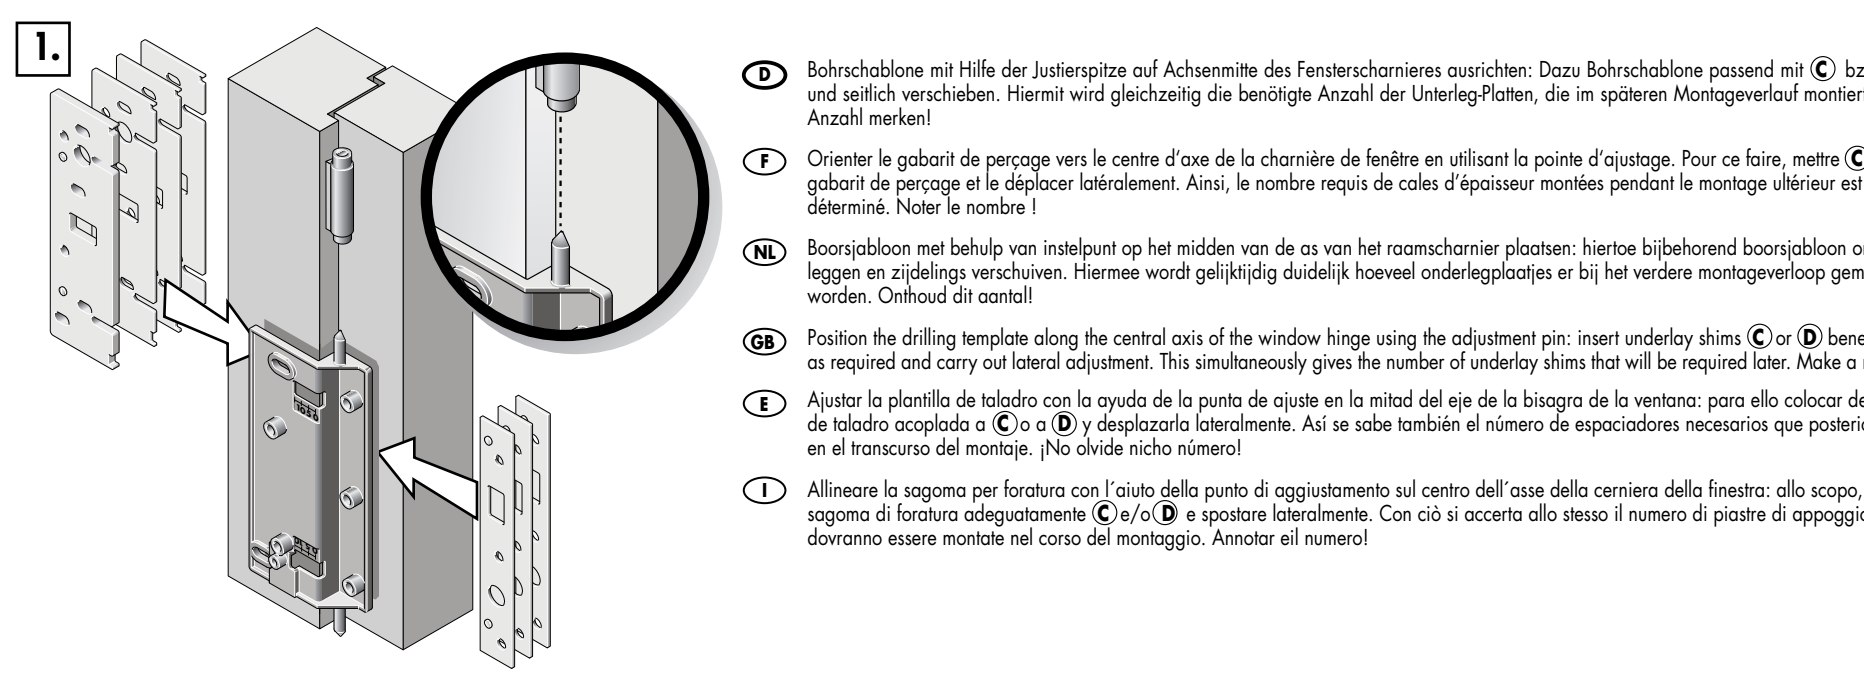 1.
D Bohrschablone mit Hilfe der Justierspitze auf Achsenmitte des Fensterscharnieres ausrichten: Dazu Bohrschablone passend mit C bz
und seitlich verschieben. Hiermit wird gleichzeitig die benötigte Anzahl der Unterleg-Platten, die im späteren Montageverlauf montier
Anzahl merken!
F Orienter le gabarit de perçage vers le centre d’axe de la charnière de fenêtre en utilisant la pointe d’ajustage. Pour ce faire, mettre C
gabarit de perçage et le déplacer latéralement. Ainsi, le nombre requis de cales d’épaisseur montées pendant le montage ultérieur est
déterminé. Noter le nombre !
NL Boorsjabloon met behulp van instelpunt op het midden van de as van het raamscharnier plaatsen: hiertoe bijbehorend boorsjabloon o
leggen en zijdelings verschuiven. Hiermee wordt gelijktijdig duidelijk hoeveel onderlegplaatjes er bij het verdere montageverloop gem
worden. Onthoud dit aantal!
GB Position the drilling template along the central axis of the window hinge using the adjustment pin: insert underlay shims C or D bene
as required and carry out lateral adjustment. This simultaneously gives the number of underlay shims that will be required later. Make a
E Ajustar la plantilla de taladro con la ayuda de la punta de ajuste en la mitad del eje de la bisagra de la ventana: para ello colocar de
de taladro acoplada a C o a D y desplazarla lateralmente. Así se sabe también el número de espaciadores necesarios que posterio
en el transcurso del montaje. ¡No olvide nicho número!
I Allineare la sagoma per foratura con l´aiuto della punto di aggiustamento sul centro dell´asse della cerniera della finestra: allo scopo,
sagoma di foratura adeguatamente C e/o D e spostare lateralmente. Con ciò si accerta allo stesso il numero di piastre di appoggio
dovranno essere montate nel corso del montaggio. Annotar eil numero!